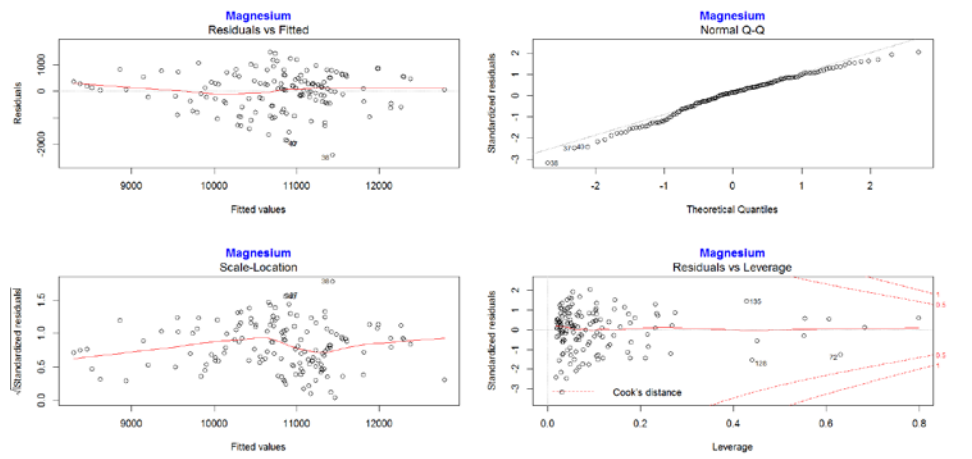 Magnesium
Residuals vs Fitted
Residuals
1000
0
-2000
38
9000 10000 11000 12000
Fitted values
Magnesium
Normal Q-Q
Standardized residuals
2
1
0
-1
-2
-3
38
-2 -1 0 1 2
Theoretical Quantiles
Magnesium
Scale-Location
√|Standardized residuals|
1.5
1.0
0.5
0.0
38
9000 10000 11000 12000
Fitted values
Magnesium
Residuals vs Leverage
Standardized residuals
2
1
0
-1
-2
-3
135
128
72
1
0.5
0.5
1
Cook's distance
0.0 0.2 0.4 0.6 0.8
Leverage